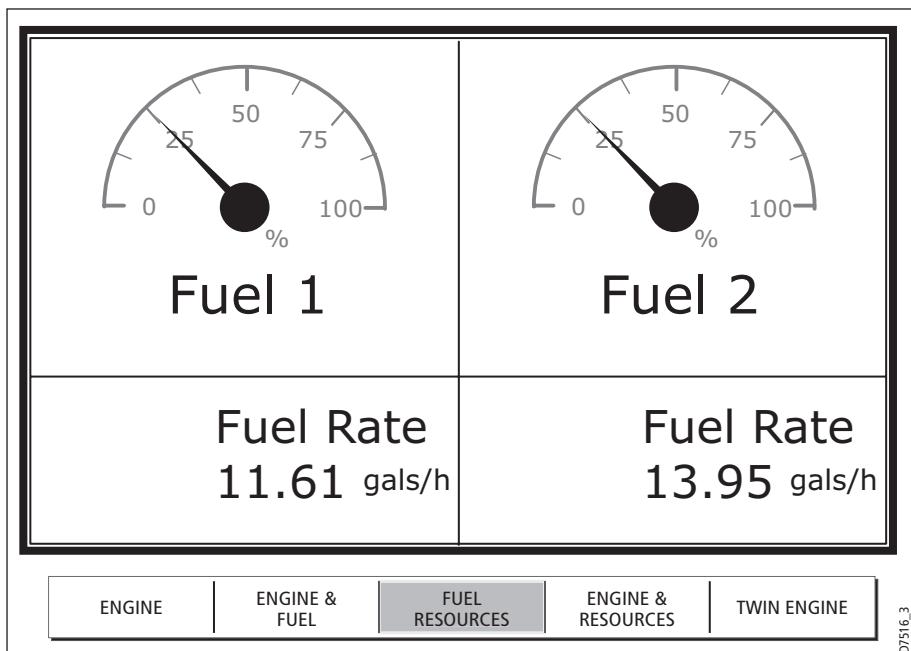 50
25
75
0
100
%
Fuel 1
50
25
75
0
100
%
Fuel 2
Fuel Rate
11.61 gals/h
Fuel Rate
13.95 gals/h
ENGINE
ENGINE &
FUEL
FUEL
RESOURCES
ENGINE &
RESOURCES
TWIN ENGINE
D7516_3